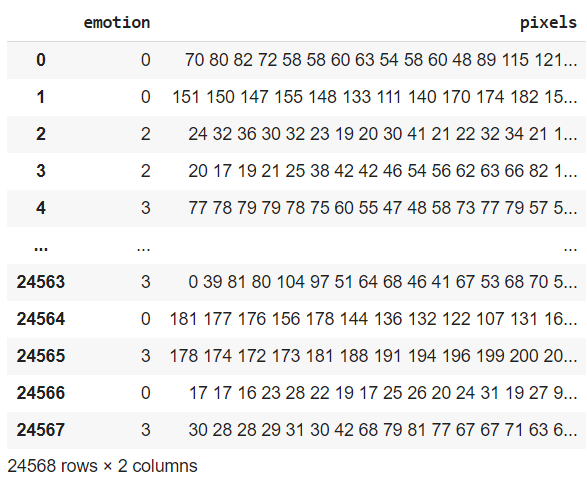 emotion pixels
0 0 70 80 82 72 58 58 60 63 54 58 60 48 89 115 121...
1 0 151 150 147 155 148 133 111 140 170 174 182 15...
2 2 24 32 36 30 32 23 19 20 30 41 21 22 32 34 21 1...
3 2 20 17 19 21 25 38 42 42 46 54 56 62 63 66 82 1...
4 3 77 78 79 79 78 75 60 55 47 48 58 73 77 79 57 5...
... ... ...
24563 3 0 39 81 80 104 97 51 64 68 46 41 67 53 68 70 5...
24564 0 181 177 176 156 178 144 136 132 122 107 131 16...
24565 3 178 174 172 173 181 188 191 194 196 199 200 20...
24566 0 17 17 16 23 28 22 19 17 25 26 20 24 31 19 27 9...
24567 3 30 28 28 29 31 30 42 68 79 81 77 67 67 71 63 6...
24568 rows × 2 columns